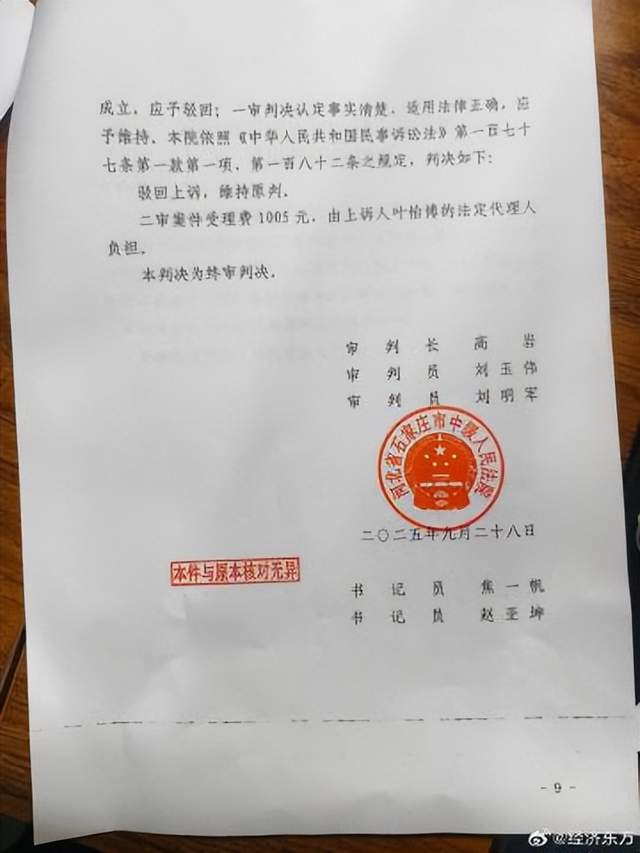 成立，应予驳回；一审判决认定事实清楚，适用法律正确，应
予维持。本院依照《中华人民共和国民事诉讼法》第一百七十
七条第一款第一项、第一百八十二条之规定，判决如下：
驳回上诉，维持原判。
二审案件受理费1005元，由上诉人叶怡博的法定代理人
负担。
本判决为终审判决。
审 判 长 高 岩
审 判 员 刘 玉 伟
审 判 员 刘 明 军
河北省石家庄市中级人民法院
二〇二五年九月二十八日
本件与原本核对无异
书 记 员 焦 一 帆
书 记 员 赵 亚 坤
- 9 -
@经济东方